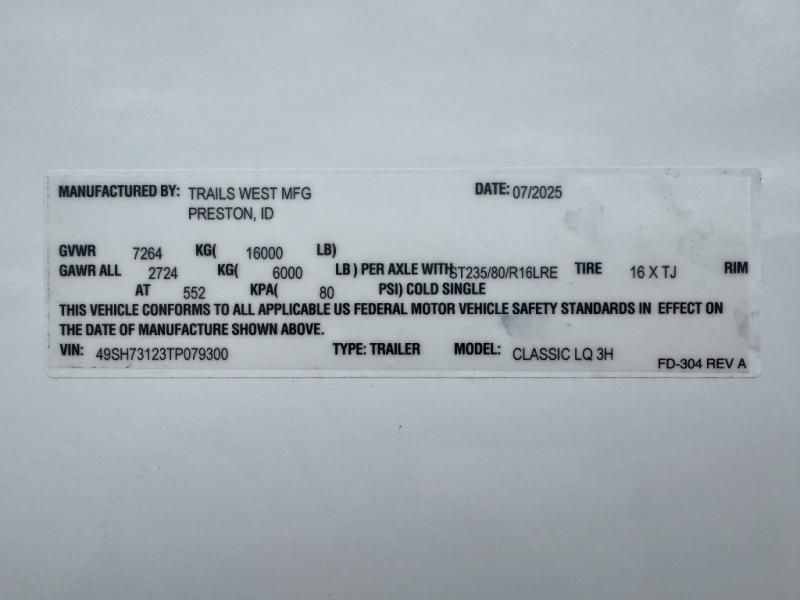 MANUFACTURED BY: TRAILS WEST MFG DATE: 07/2025
PRESTON, ID
GVWR 7264 KG( 16000 LB)
GAWR ALL 2724 KG( 6000 LB ) PER AXLE WITH ST235/80/R16LRE TIRE 16 X TJ RIM
AT 552 KPA( 80 PSI) COLD SINGLE
THIS VEHICLE CONFORMS TO ALL APPLICABLE US FEDERAL MOTOR VEHICLE SAFETY STANDARDS IN EFFECT ON
THE DATE OF MANUFACTURE SHOWN ABOVE.
VIN: 49SH73123TP079300 TYPE: TRAILER MODEL: CLASSIC LQ 3H
FD-304 REV A